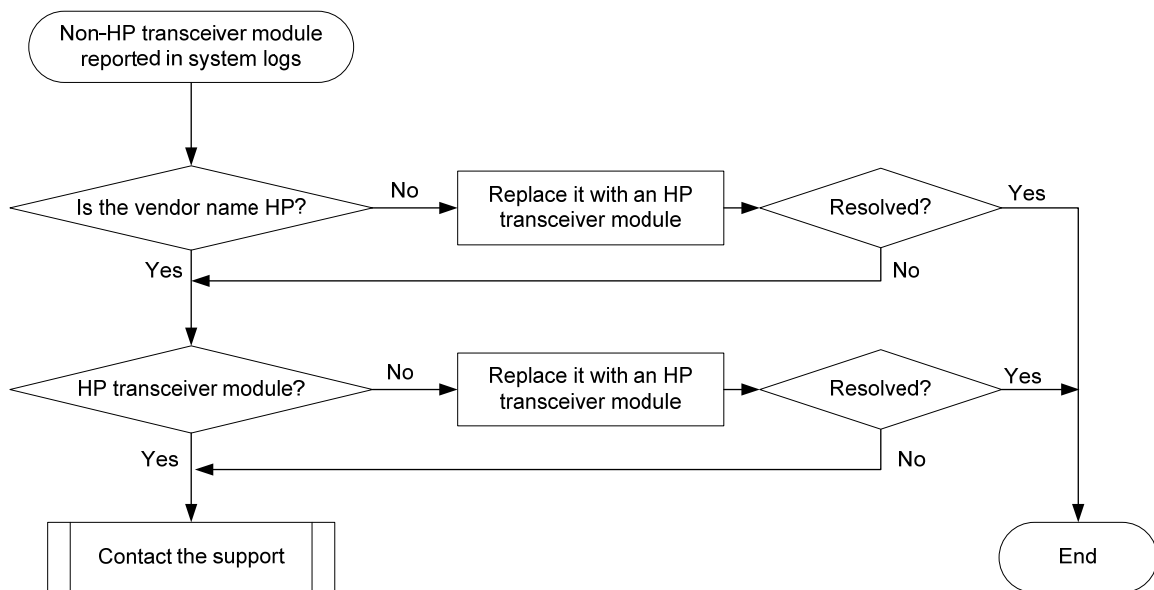 Non-HP transceiver module
reported in system logs
Is the vendor name HP?
No
Replace it with an HP
transceiver module
Resolved?
Yes
Yes
No
HP transceiver module?
No
Replace it with an HP
transceiver module
Resolved?
Yes
Yes
No
Contact the support
End